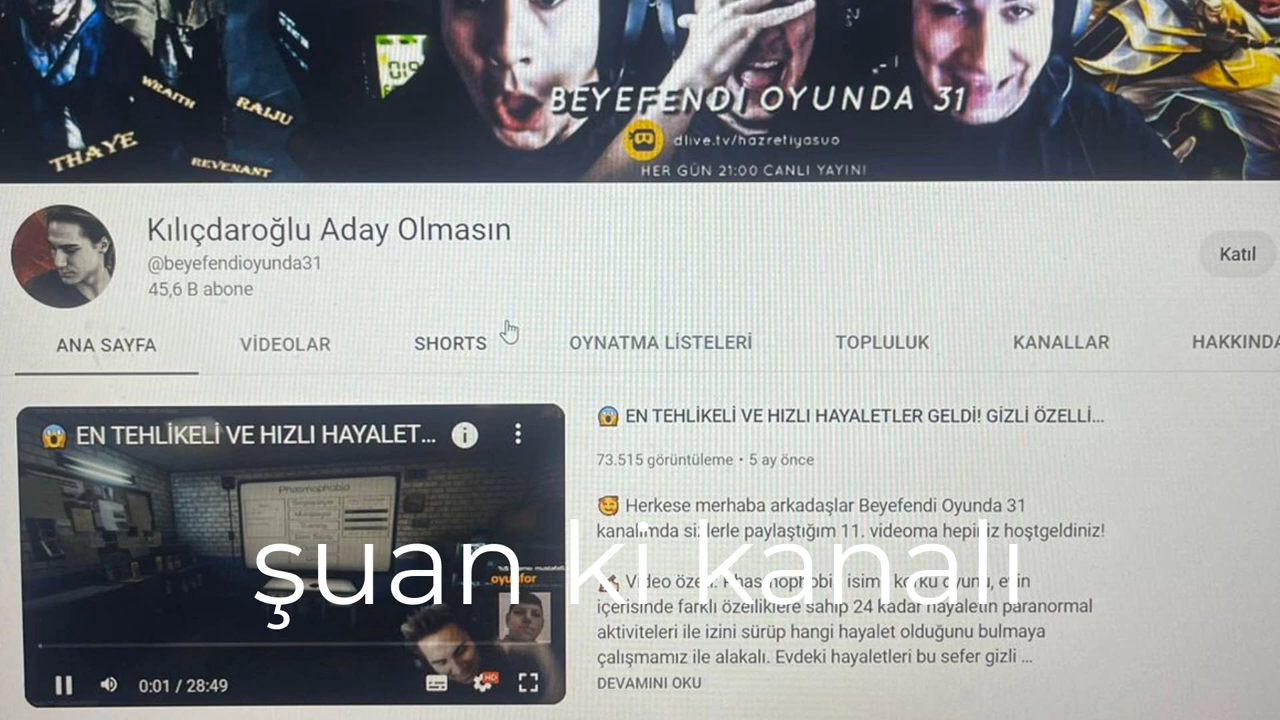 WRAITH
RAIJU
THAYE
REVENANT
BEYEFENDİ OYUNDA 31
dlive.tv/hazretiyasuo
HER GÜN 21:00 CANLI YAYIN!
Kılıçdaroğlu Aday Olmasın
@beyefendioyunda31
45,6 B abone
Katıl
ANA SAYFA
VİDEOLAR
SHORTS
OYNATMA LİSTELERİ
TOPLULUK
KANALLAR
HAKKINDA
😱 EN TEHLİKELİ VE HIZLI HAYALET...
Phasmophobia
oyunfor
0:01 / 28:49
HD
😱 EN TEHLİKELİ VE HIZLI HAYALETLER GELDİ! GİZLİ ÖZELLİ...
73.515 görüntüleme • 5 ay önce
🥰 Herkese merhaba arkadaşlar Beyefendi Oyunda 31
kanalımda sizlerle paylaştığım 11. videoma hepiniz hoştgeldiniz!
Video özeti: Phasmophobia isimli korku oyunu, evin
içerisinde farklı özelliklere sahip 24 kadar hayaletin paranormal
aktiviteleri ile izini sürüp hangi hayalet olduğunu bulmaya
çalışmamız ile alakalı. Evdeki hayaletleri bu sefer gizli ...
DEVAMINI OKU
şuan ki kanalı